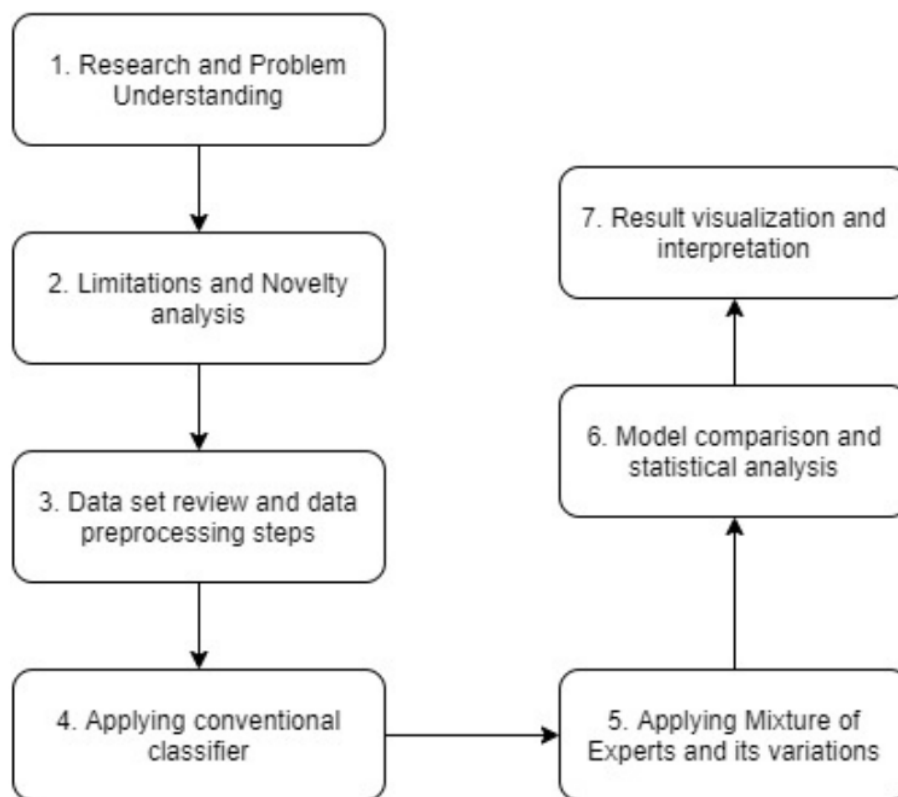 1. Research and Problem
Understanding
2. Limitations and Novelty
analysis
3. Data set review and data
preprocessing steps
4. Applying conventional
classifier
5. Applying Mixture of
Experts and its variations
6. Model comparison and
statistical analysis
7. Result visualization and
interpretation